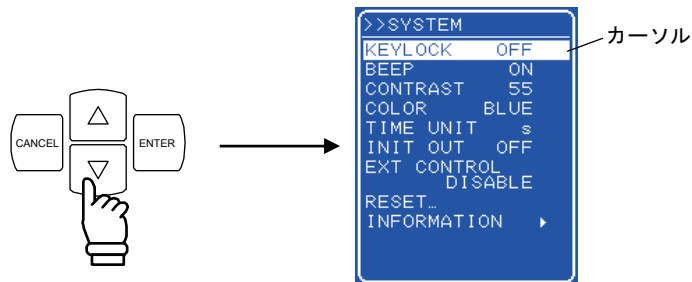 CANCEL
ENTER
>>SYSTEM
KEYLOCK OFF
BEEP ON
CONTRAST 55
COLOR BLUE
TIME UNIT s
INIT OUT OFF
EXT CONTROL
DISABLE
RESET…
INFORMATION ▸
カーソル